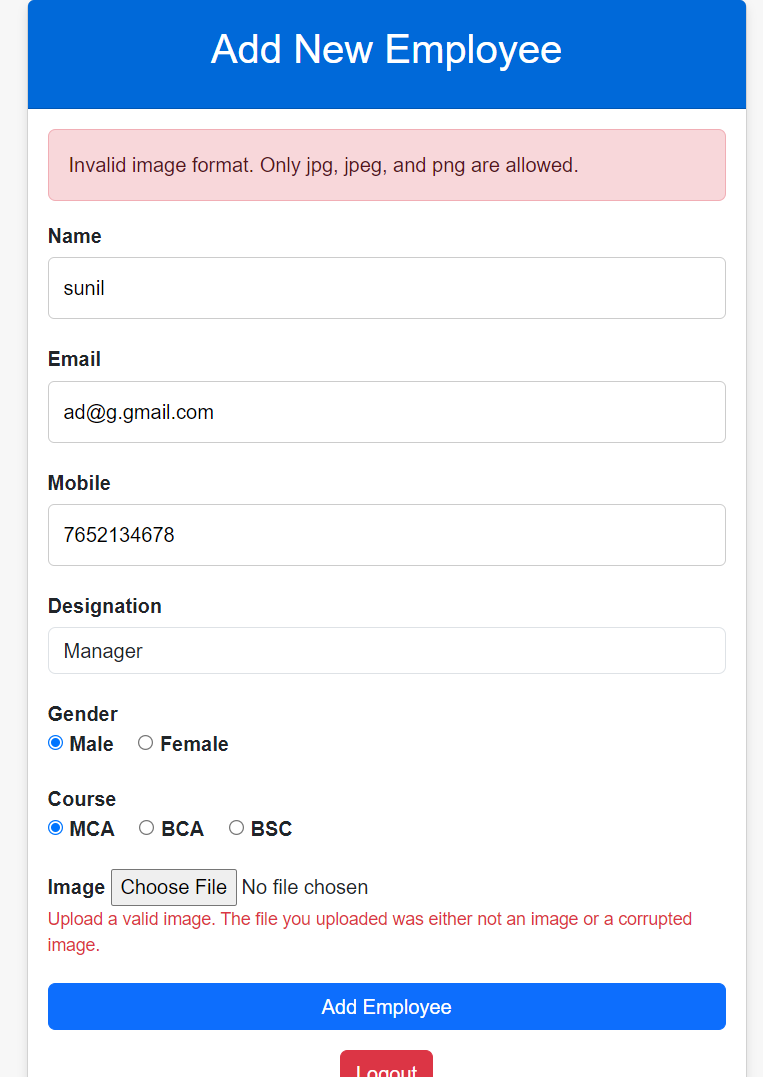 Add New Employee
Invalid image format. Only jpg, jpeg, and png are allowed.
Name
sunil
Email
ad@g.gmail.com
Mobile
7652134678
Designation
Manager
Gender
Male Female
Course
MCA BCA BSC
Image Choose File No file chosen
Upload a valid image. The file you uploaded was either not an image or a corrupted
image.
Add Employee
Logout